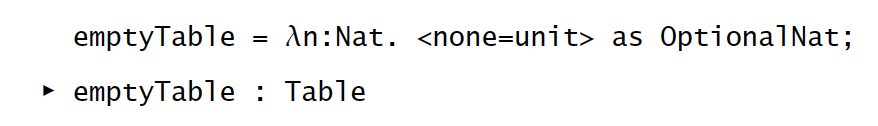 emptyTable = λn:Nat. <none=unit> as OptionalNat;
▸ emptyTable : Table